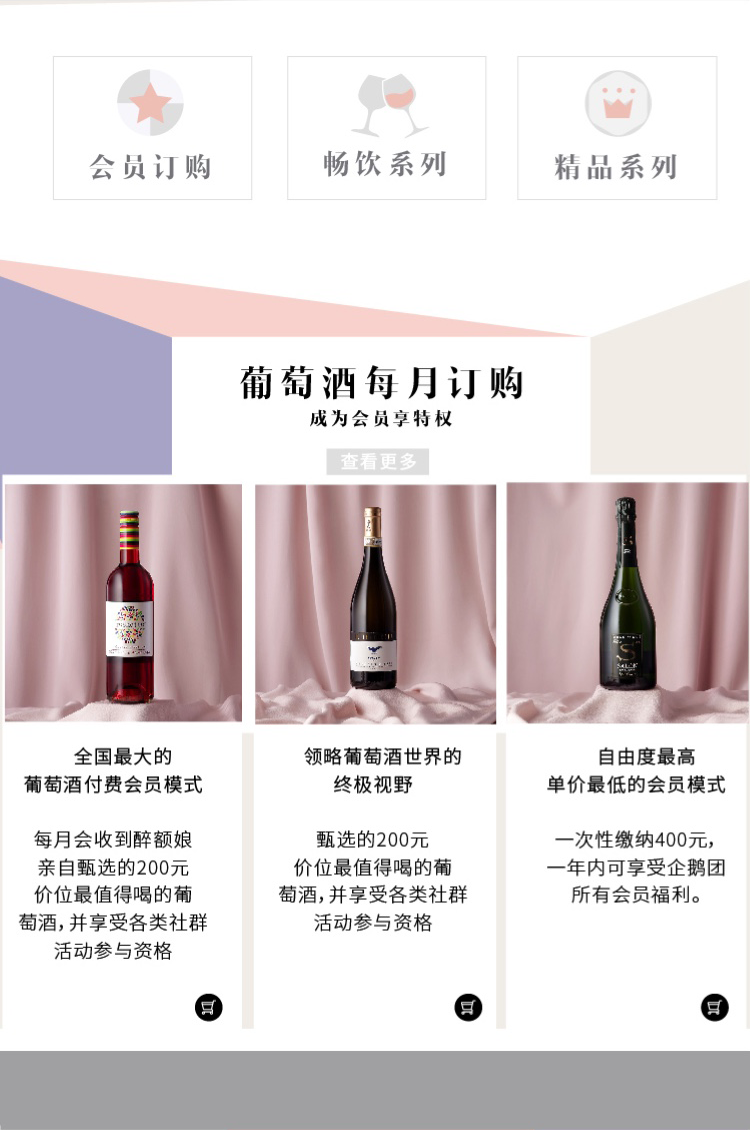 会员订购
畅饮系列
精品系列
葡萄酒每月订购
成为会员享特权
查看更多
全国最大的
葡萄酒付费会员模式
每月会收到醉额娘
亲自甄选的200元
价位最值得喝的葡
萄酒，并享受各类社群
活动参与资格
领略葡萄酒世界的
终极视野
甄选的200元
价位最值得喝的葡
萄酒，并享受各类社群
活动参与资格
自由度最高
单价最低的会员模式
一次性缴纳400元，
一年内可享受企鹅团
所有会员福利。